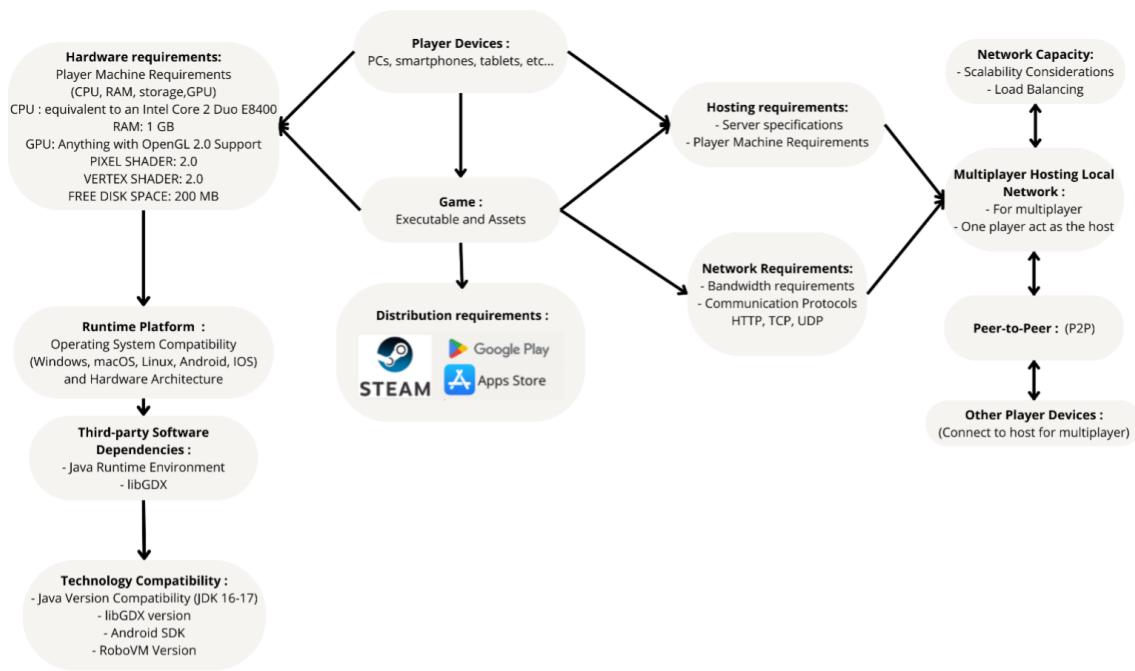 Hardware requirements:
Player Machine Requirements
(CPU, RAM, storage,GPU)
CPU : equivalent to an Intel Core 2 Duo E8400
RAM: 1 GB
GPU: Anything with OpenGL 2.0 Support
PIXEL SHADER: 2.0
VERTEX SHADER: 2.0
FREE DISK SPACE: 200 MB
Player Devices :
PCs, smartphones, tablets, etc...
Game :
Executable and Assets
Distribution requirements :
STEAM
Google Play
Apps Store
Hosting requirements:
- Server specifications
- Player Machine Requirements
Network Requirements:
- Bandwidth requirements
- Communication Protocols
HTTP, TCP, UDP
Network Capacity:
- Scalability Considerations
- Load Balancing
Multiplayer Hosting Local
Network :
- For multiplayer
- One player act as the host
Peer-to-Peer : (P2P)
Other Player Devices :
(Connect to host for multiplayer)
Runtime Platform :
Operating System Compatibility
(Windows, macOS, Linux, Android, IOS)
and Hardware Architecture
Third-party Software
Dependencies :
- Java Runtime Environment
- libGDX
Technology Compatibility :
- Java Version Compatibility (JDK 16-17)
- libGDX version
- Android SDK
- RoboVM Version